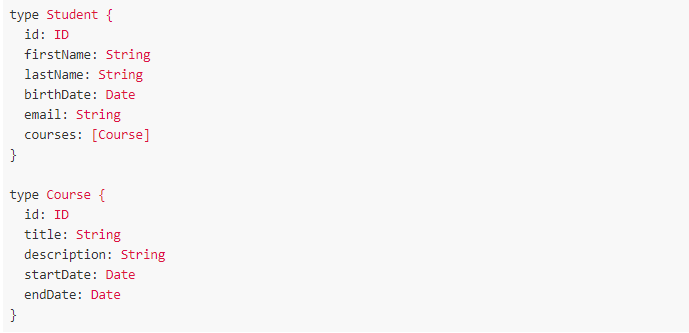 type Student {
  id: ID
  firstName: String
  lastName: String
  birthDate: Date
  email: String
  courses: [Course]
}

type Course {
  id: ID
  title: String
  description: String
  startDate: Date
  endDate: Date
}